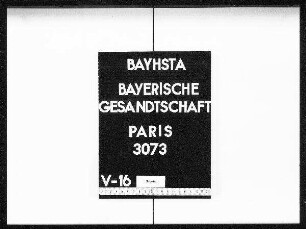 BAYHSTA
BAYERISCHE
GESANDTSCHAFT
PARIS
3073
V-16